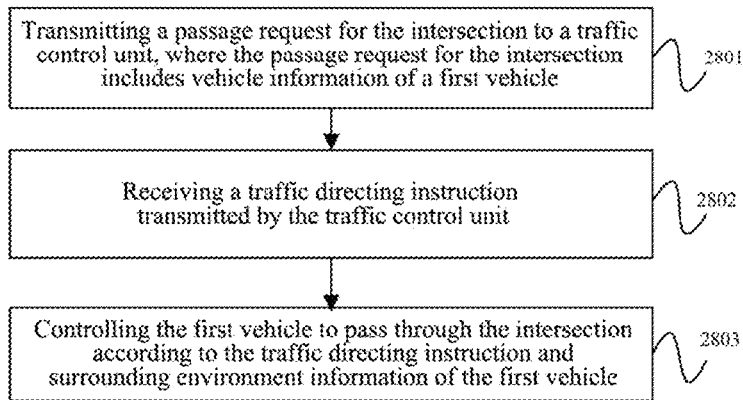 Transmitting a passage request for the intersection to a traffic
control unit, where the passage request for the intersection
includes vehicle information of a first vehicle
2801
Receiving a traffic directing instruction
transmitted by the traffic control unit
2802
Controlling the first vehicle to pass through the intersection
according to the traffic directing instruction and
surrounding environment information of the first vehicle
2803